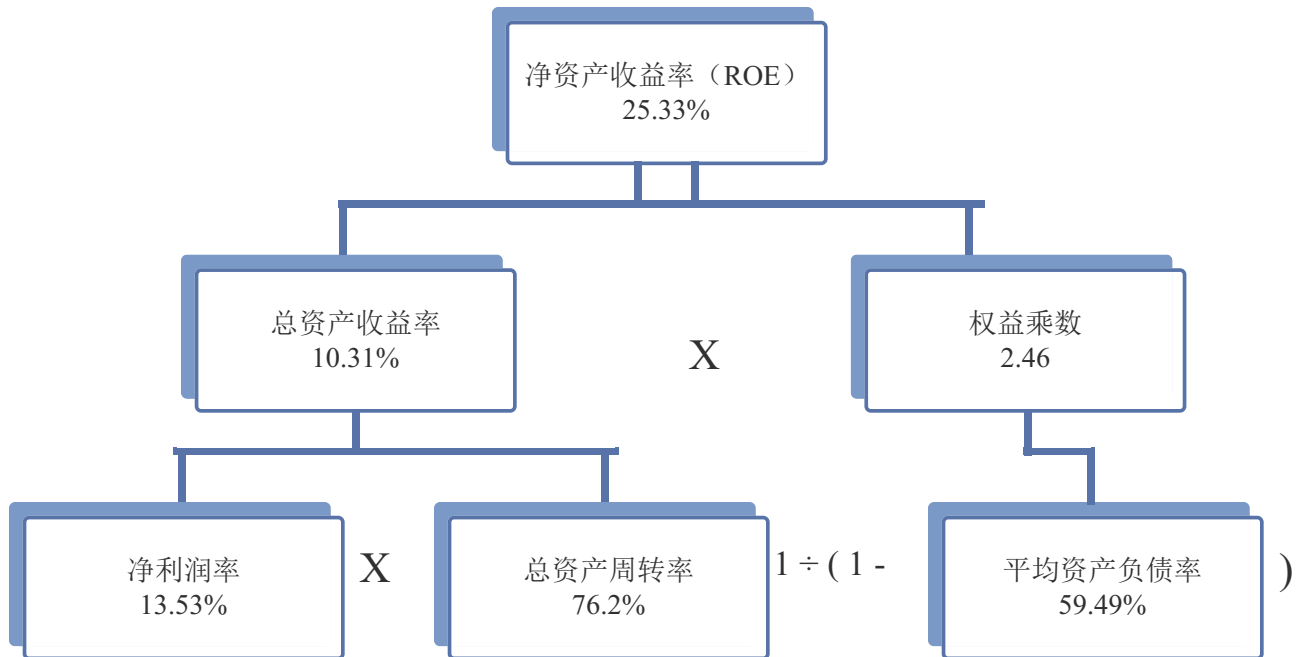 净资产收益率（ROE）
25.33%
总资产收益率
10.31%
X
权益乘数
2.46
净利润率
13.53%
X
总资产周转率
76.2%
1 ÷ ( 1 -
平均资产负债率
59.49%
)